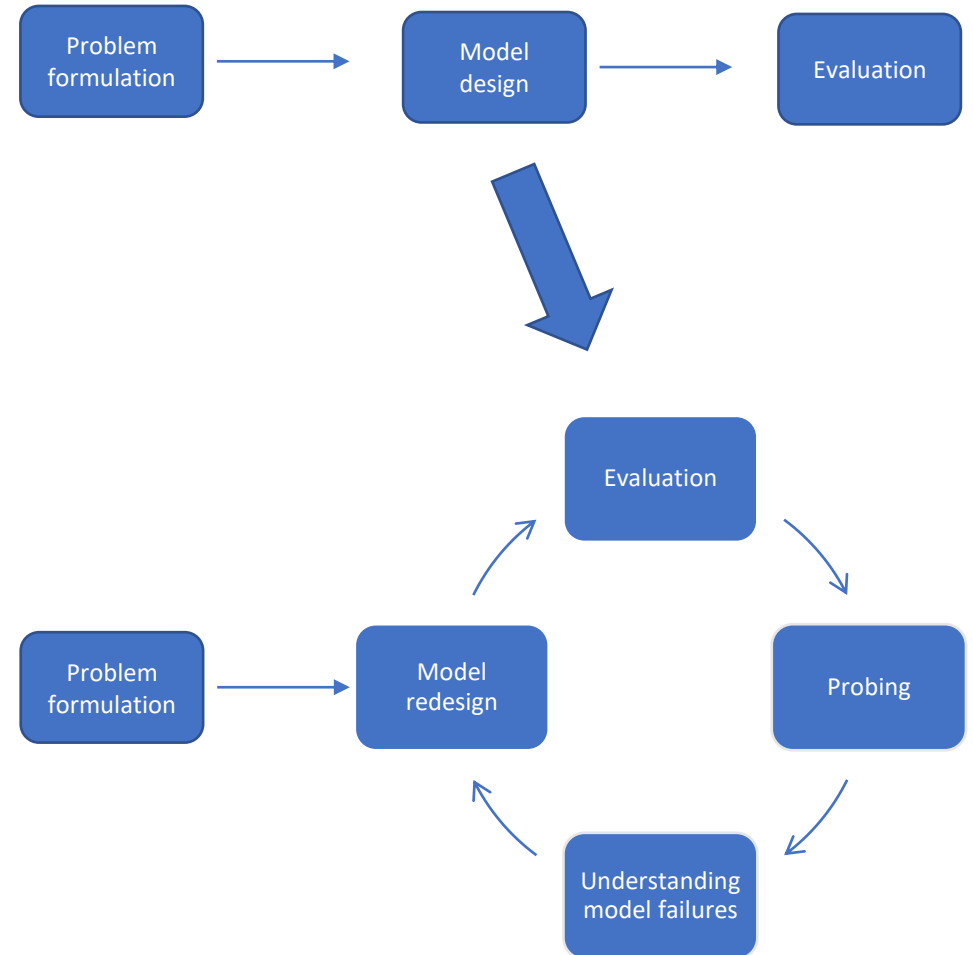 Problem
formulation
Model
design
Evaluation
Evaluation
Problem
formulation
Model
redesign
Probing
Understanding
model failures